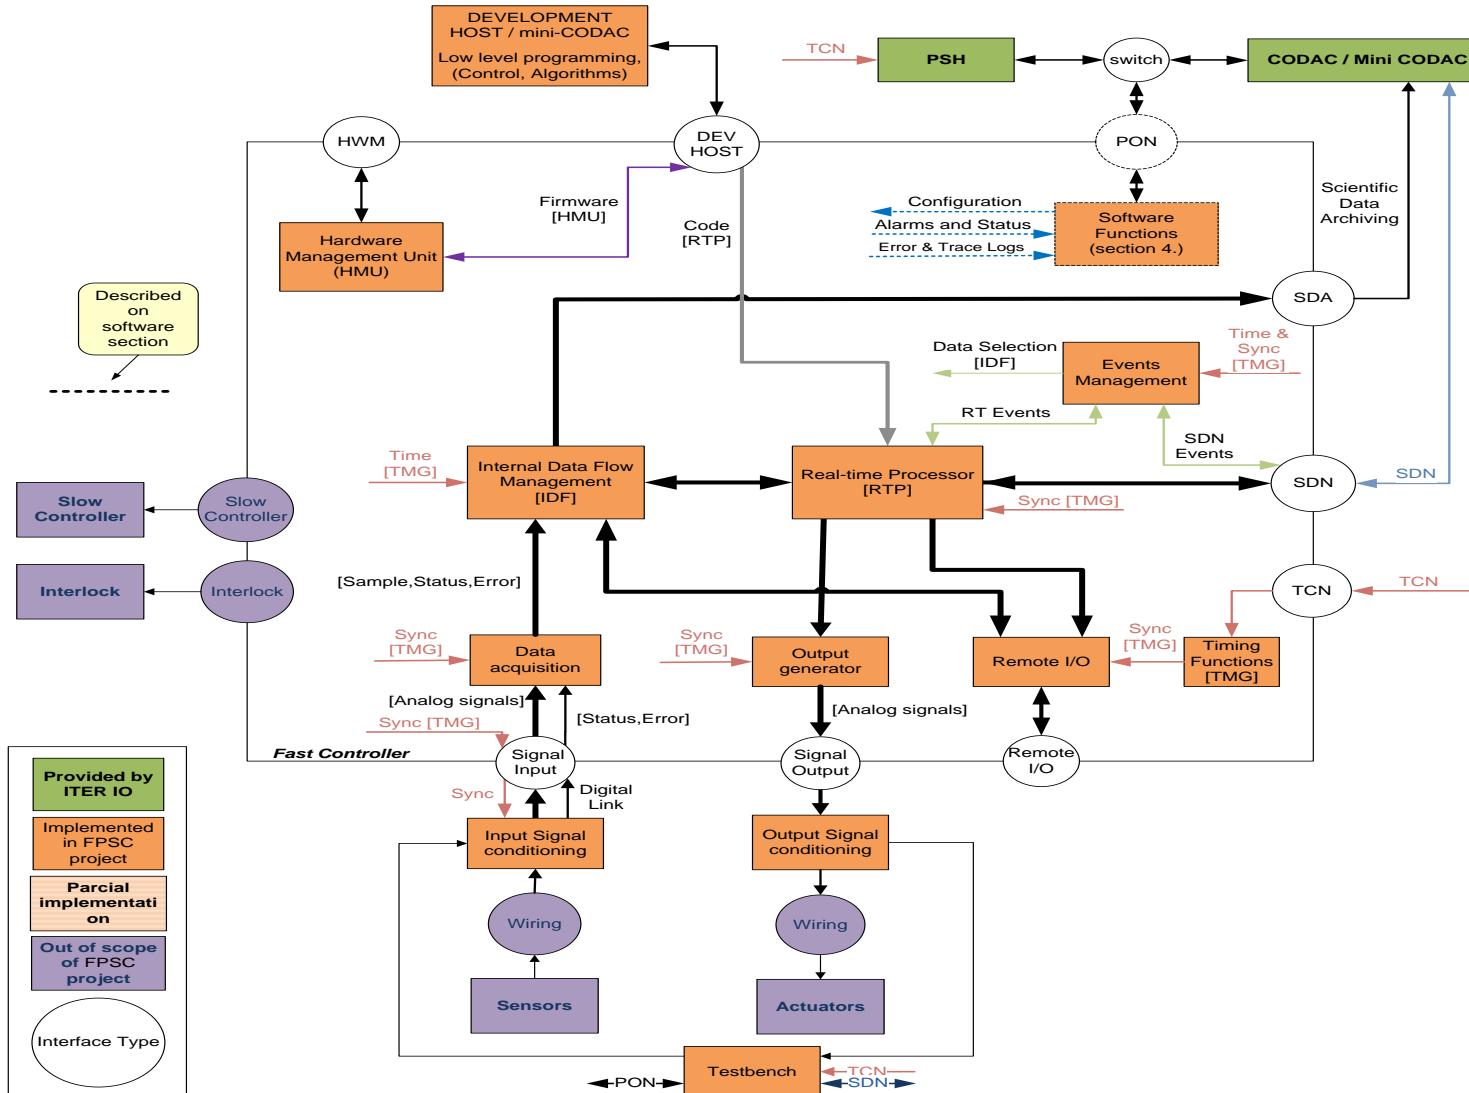 DEVELOPMENT
HOST / mini-CODAC
Low level programming,
(Control, Algorithms)
TCN
PSH
switch
CODAC / Mini CODAC
HWM
DEV
HOST
PON
Firmware
[HMU]
Code
[RTP]
Configuration
Alarms and Status
Error & Trace Logs
Software
Functions
(section 4.)
Scientific
Data
Archiving
Hardware
Management Unit
(HMU)
Described
on
software
section
SDA
Data Selection
[IDF]
Events
Management
Time &
Sync
[TMG]
RT Events
SDN
Events
Time
[TMG]
Internal Data Flow
Management
[IDF]
Real-time Processor
[RTP]
Sync [TMG]
SDN
SDN
Slow
Controller
Slow
Controller
Interlock
Interlock
[Sample,Status,Error]
TCN
TCN
Sync
[TMG]
Data
acquisition
Sync
[TMG]
Output
generator
Remote I/O
Sync
[TMG]
Timing
Functions
[TMG]
[Analog signals]
[Status,Error]
[Analog signals]
Sync [TMG]
Fast Controller
Signal
Input
Signal
Output
Remote
I/O
Sync
Digital
Link
Input Signal
conditioning
Output Signal
conditioning
Wiring
Wiring
Sensors
Actuators
Testbench
PON
TCN
SDN
Provided by
ITER IO
Implemented
in FPSC
project
Parcial
implementati
on
Out of scope
of FPSC
project
Interface Type